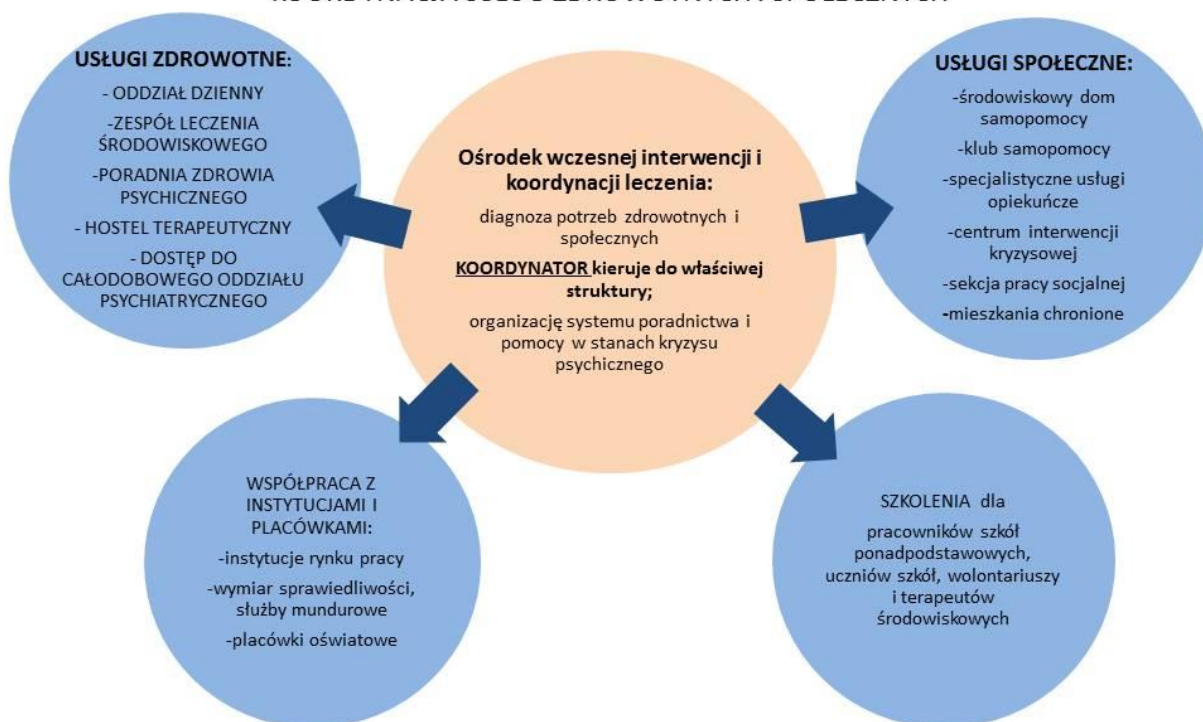 USŁUGI ZDROWOTNE:
- ODDZIAŁ DZIENNY
-ZESPÓŁ LECZENIA
ŚRODOWISKOWEGO
-PORADNIA ZDROWIA
PSYCHICZNEGO
- HOSTEL TERAPEUTYCZNY
- DOSTĘP DO
CAŁODOBOWEGO ODDZIAŁU
PSYCHIATRYCZNEGO
Ośrodek wczesnej interwencji i
koordynacji leczenia:
diagnoza potrzeb zdrowotnych i
społecznych
KOORDYNATOR kieruje do właściwej
struktury;
organizację systemu poradnictwa i
pomocy w stanach kryzysu
psychicznego
USŁUGI SPOŁECZNE:
-środowiskowy dom
samopomocy
-klub samopomocy
-specjalistyczne usługi
opiekuńcze
-centrum interwencji
kryzysowej
-sekcja pracy socjalnej
-mieszkania chronione
WSPÓŁPRACA Z
INSTYTUCJAMI I
PLACÓWKAMI:
-instytucje rynku pracy
-wymiar sprawiedliwości,
służby mundurowe
-placówki oświatowe
SZKOLENIA dla
pracowników szkół
ponadpodstawowych,
uczniów szkół, wolontariuszy
i terapeutów
środowiskowych